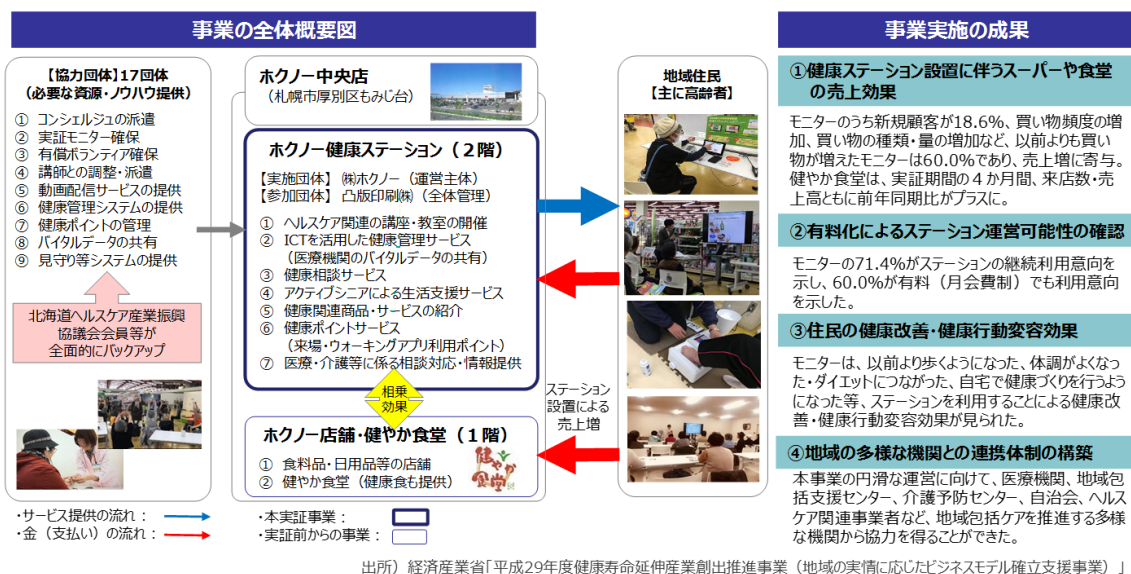 事業の全体概要図
【協力団体】17団体
（必要な資源・ノウハウ提供）
① コンシェルジュの派遣
② 実証モニター確保
③ 有償ボランティア確保
④ 講師との調整・派遣
⑤ 動画配信サービスの提供
⑥ 健康管理システムの提供
⑦ 健康ポイントの管理
⑧ バイタルデータの共有
⑨ 見守り等システムの提供
北海道ヘルスケア産業振興
協議会会員等が
全面的にバックアップ
ホクノー中央店
（札幌市厚別区もみじ台）
ホクノー健康ステーション（２階）
【実施団体】 ㈱ホクノー（運営主体）
【参加団体】 凸版印刷㈱（全体管理）
① ヘルスケア関連の講座・教室の開催
② ICTを活用した健康管理サービス
（医療機関のバイタルデータの共有）
③ 健康相談サービス
④ アクティブシニアによる生活支援サービス
⑤ 健康関連商品・サービスの紹介
⑥ 健康ポイントサービス
（来場・ウォーキングアプリ利用ポイント）
⑦ 医療・介護等に係る相談対応・情報提供
相乗
効果
ホクノー店舗・健やか食堂（１階）
① 食料品・日用品等の店舗
② 健やか食堂（健康食も提供）
健やか
食堂
ステーション
設置による
売上増
地域住民
【主に高齢者】
・サービス提供の流れ：
・金（支払い）の流れ：
・本実証事業：
・実証前からの事業：
事業実施の成果
①健康ステーション設置に伴うスーパーや食堂
の売上効果
モニターのうち新規顧客が18.6%、買い物頻度の増
加、買い物の種類・量の増加など、以前よりも買い
物が増えたモニターは60.0%であり、売上増に寄与。
健やか食堂は、実証期間の４か月間、来店数・売
上高ともに前年同期比がプラスに。
②有料化によるステーション運営可能性の確認
モニターの71.4%がステーションの継続利用意向を
示し、60.0%が有料（月会費制）でも利用意向
を示した。
③住民の健康改善・健康行動変容効果
モニターは、以前より歩くようになった、体調がよくなっ
た・ダイエットにつながった、自宅で健康づくりを行うよう
になった等、ステーションを利用することによる健康改
善・健康行動変容効果が見られた。
④地域の多様な機関との連携体制の構築
本事業の円滑な運営に向けて、医療機関、地域包
括支援センター、介護予防センター、自治会、ヘルス
ケア関連事業者など、地域包括ケアを推進する多様
な機関から協力を得ることができた。
出所）経済産業省「平成29年度健康寿命延伸産業創出推進事業（地域の実情に応じたビジネスモデル確立支援事業）」